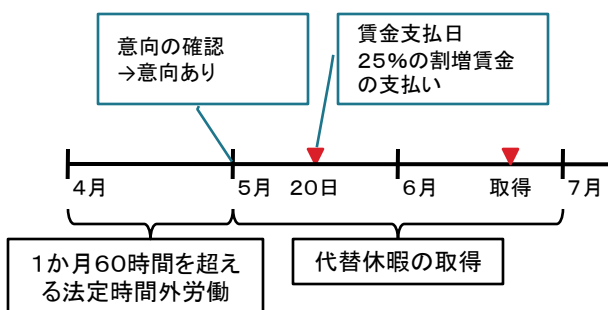 意向の確認
→意向あり
賃金支払日
25%の割増賃金
の支払い
4月
5月
20日
6月
取得
7月
1か月60時間を超え
る法定時間外労働
代替休暇の取得